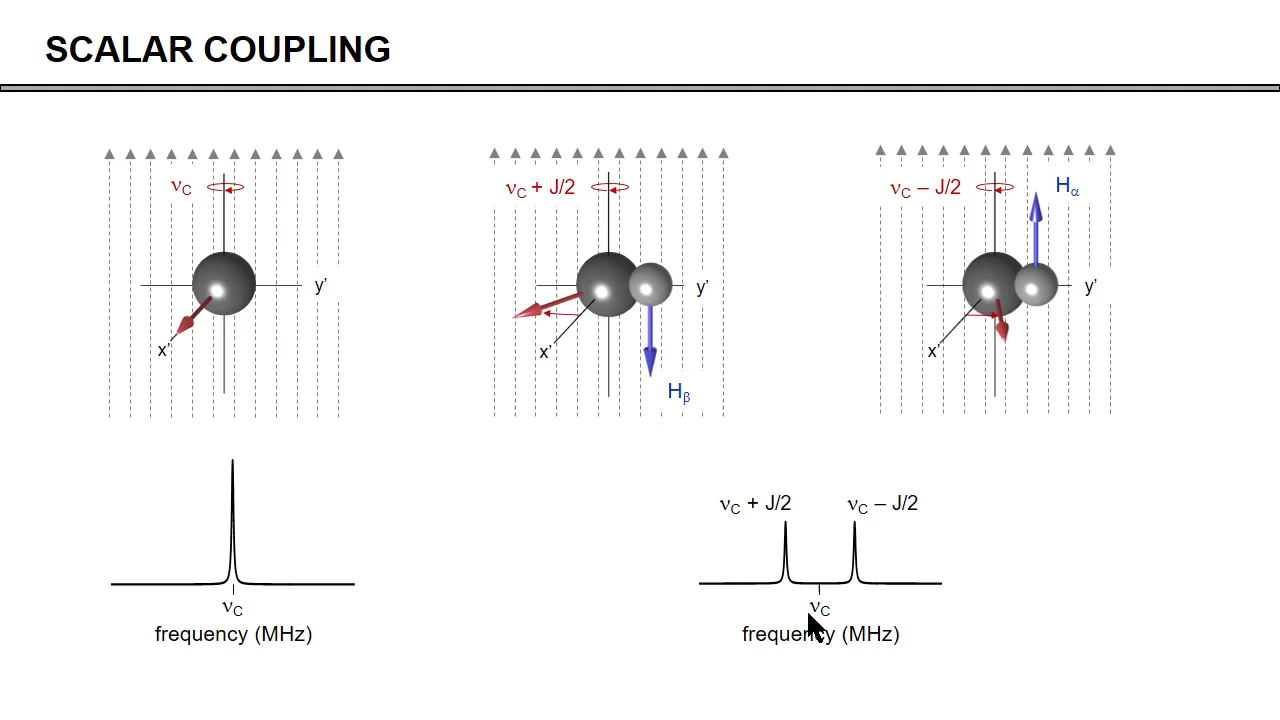 SCALAR COUPLING
νC
y’
x’
νC + J/2
y’
x’
Hβ
νC – J/2
Hα
y’
x’
νC
frequency (MHz)
νC + J/2
νC – J/2
νC
frequency (MHz)